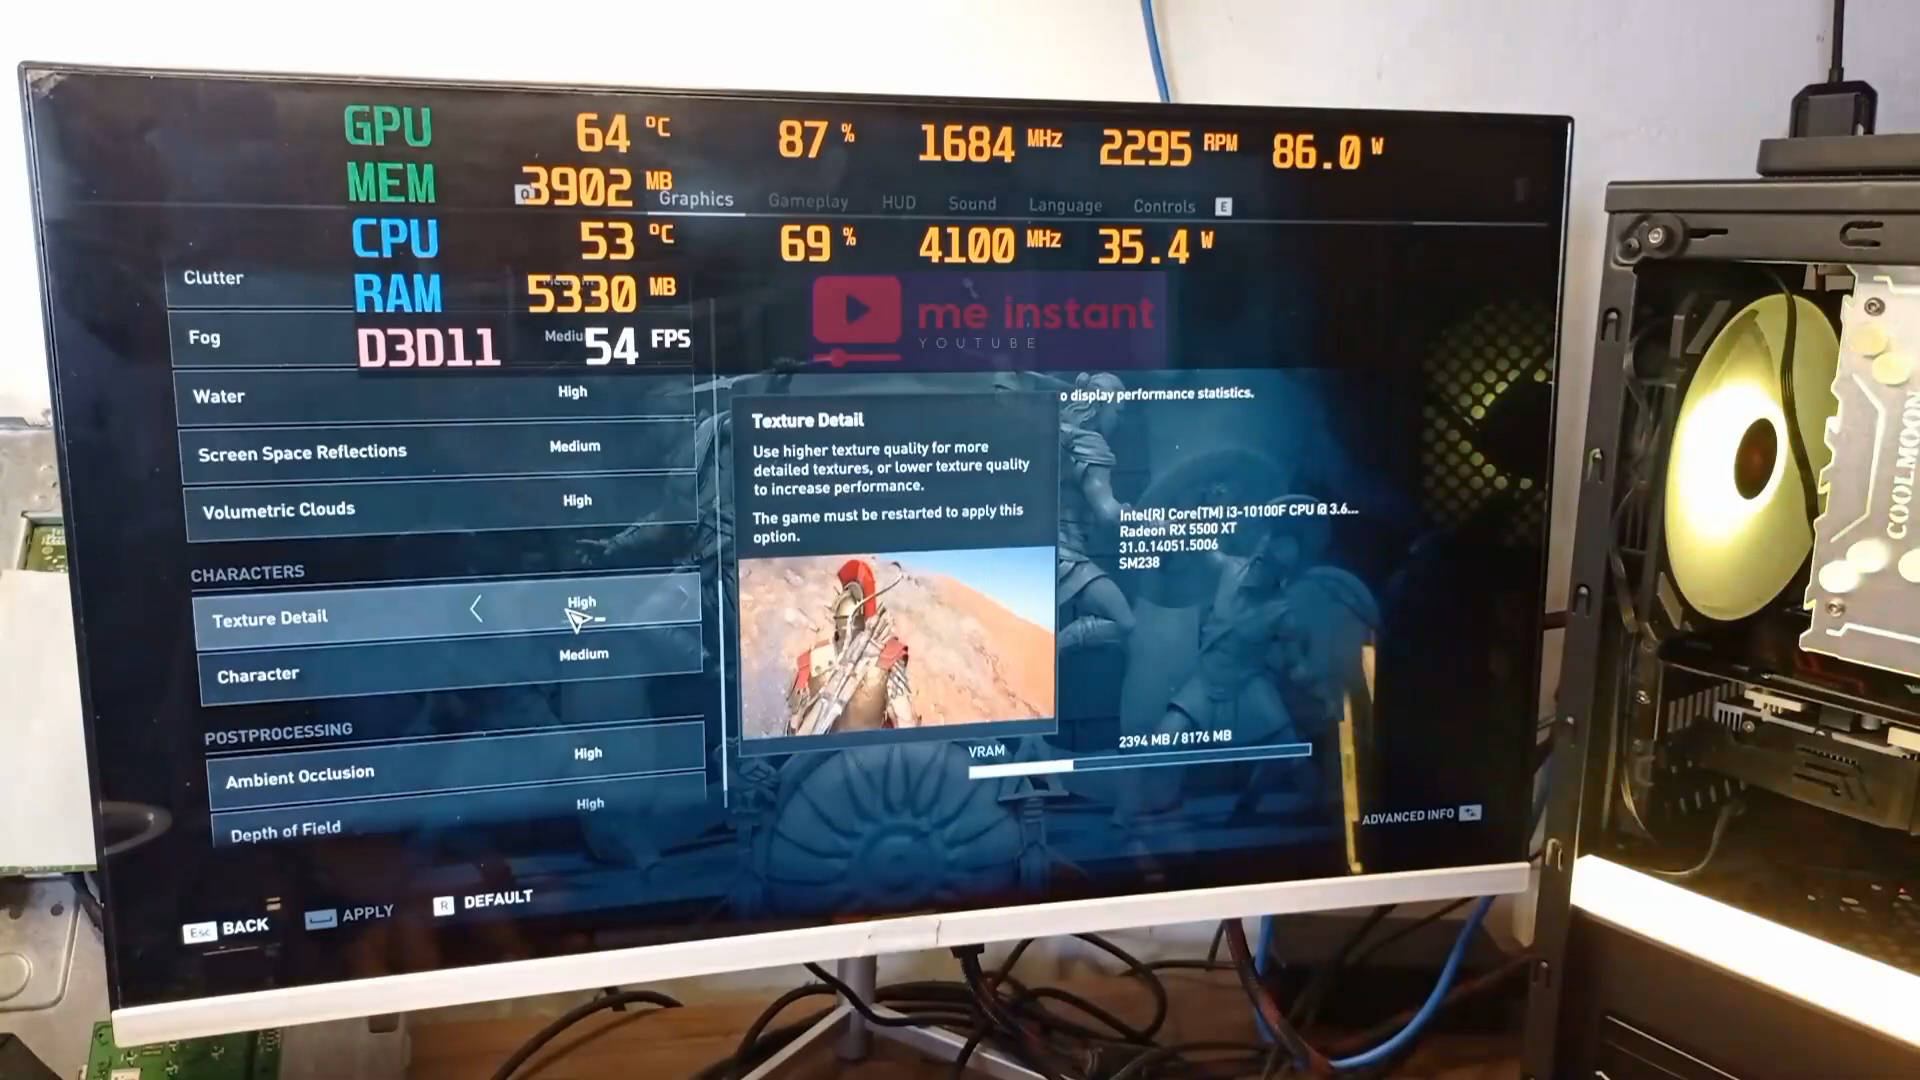 GPU 64 °C 87 % 1684 MHz 2295 RPM 86.0 W
MEM 3902 MB
Q Graphics Gameplay HUD Sound Language Controls E
CPU 53 °C 69 % 4100 MHz 35.4 W
RAM 5330 MB
D3D11 54 FPS
me instant
YOUTUBE
Clutter
Fog
Water High
Screen Space Reflections Medium
Volumetric Clouds High
CHARACTERS
Texture Detail High
Character Medium
POSTPROCESSING
Ambient Occlusion High
Depth of Field High
Texture Detail
Use higher texture quality for more
detailed textures, or lower texture quality
to increase performance.
The game must be restarted to apply this
option.
o display performance statistics.
Intel(R) Core(TM) i3-10100F CPU @ 3.6...
Radeon RX 5500 XT
31.0.14051.5006
SM238
VRAM 2394 MB / 8176 MB
ADVANCED INFO
Esc BACK APPLY R DEFAULT
COOLMOON